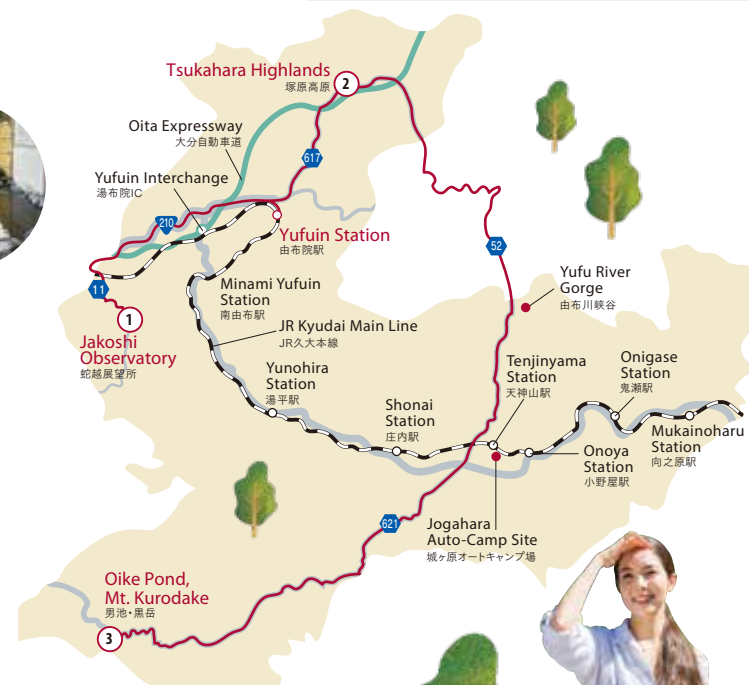 Tsukahara Highlands
塚原高原
2
Oita Expressway
大分自動車道
617
Yufuin Interchange
湯布院IC
210
Yufuin Station
由布院駅
52
11
Minami Yufuin
Station
南由布駅
Yufu River
Gorge
由布川峡谷
1
Jakoshi
Observatory
蛇越展望所
JR Kyudai Main Line
JR久大本線
Yunohira
Station
湯平駅
Tenjinyama
Station
天神山駅
Onigase
Station
鬼瀬駅
Shonai
Station
庄内駅
Mukainoharu
Station
向之原駅
Onoya
Station
小野屋駅
621
Jogahara
Auto-Camp Site
城ヶ原オートキャンプ場
Oike Pond,
Mt. Kurodake
男池・黒岳
3